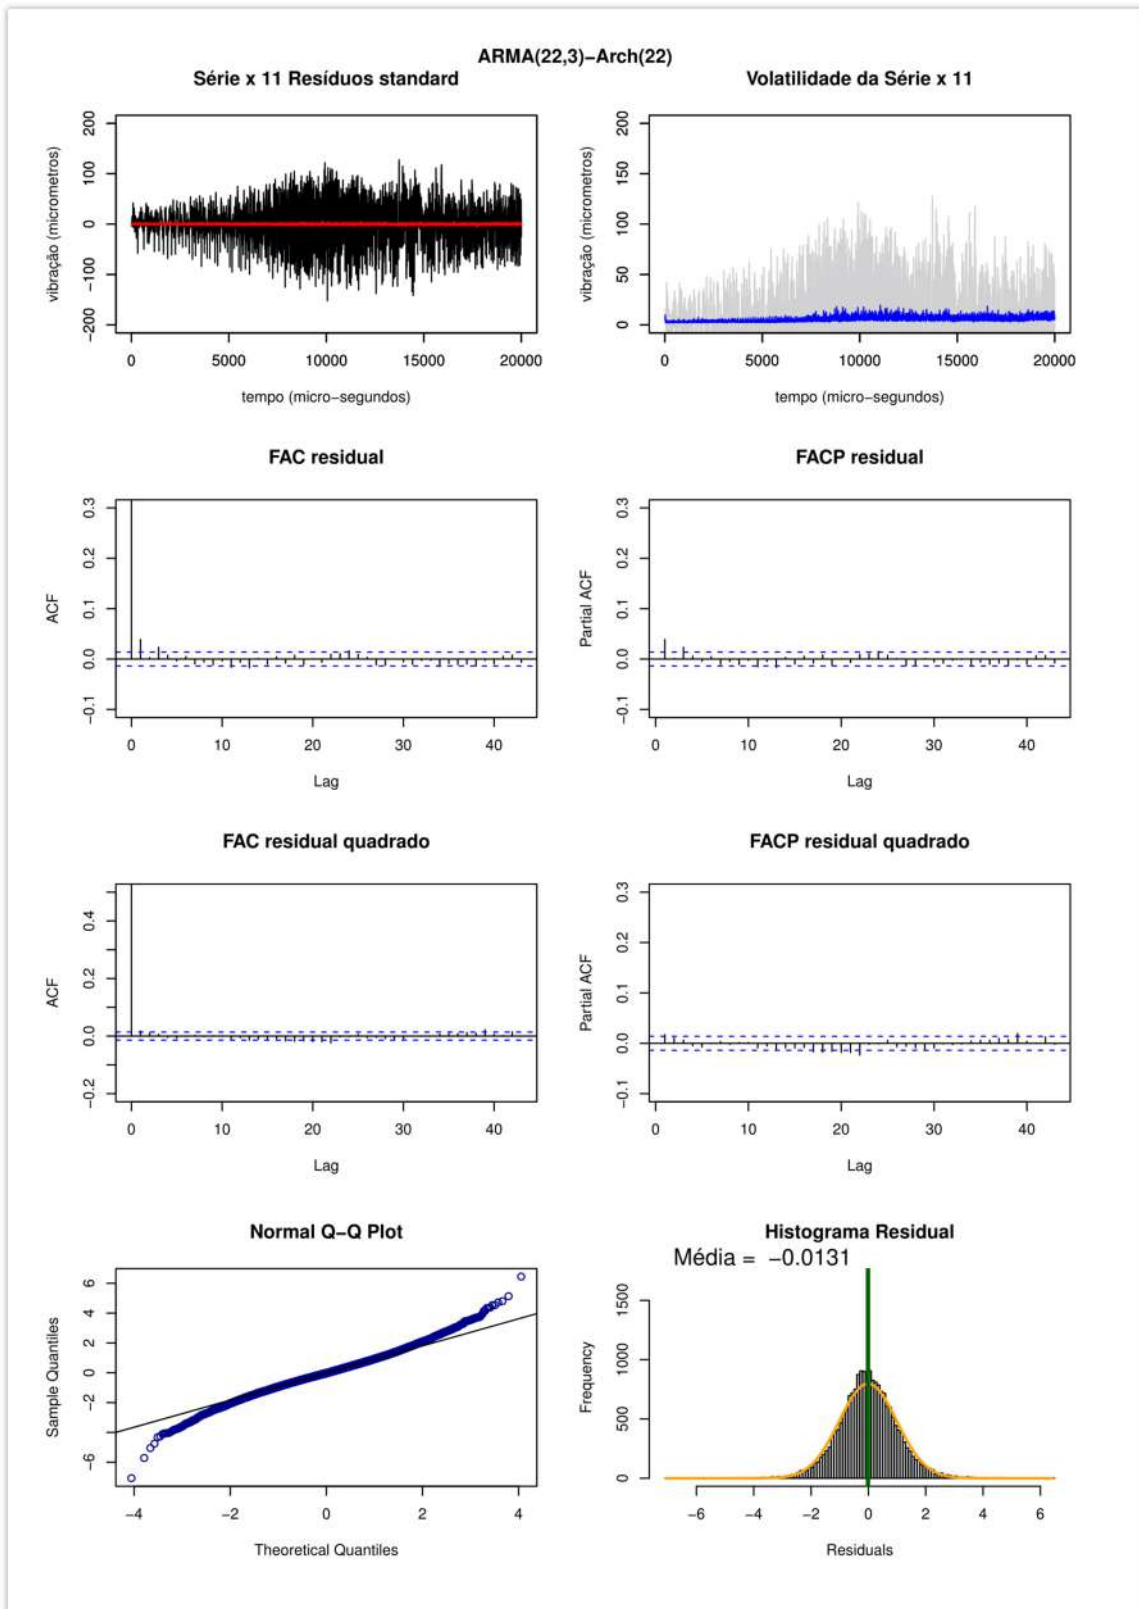 ARMA(22,3)−Arch(22)
Série x 11 Resíduos standard
vibração (micrometros)
200
100
0
−100
−200
0 5000 10000 15000 20000
tempo (micro−segundos)
Volatilidade da Série x 11
vibração (micrometros)
200
150
100
50
0
0 5000 10000 15000 20000
tempo (micro−segundos)
FAC residual
ACF
0.3
0.2
0.1
0.0
−0.1
0 10 20 30 40
Lag
FACP residual
Partial ACF
0.3
0.2
0.1
0.0
−0.1
0 10 20 30 40
Lag
FAC residual quadrado
ACF
0.4
0.2
0.0
−0.2
0 10 20 30 40
Lag
FACP residual quadrado
Partial ACF
0.3
0.2
0.1
0.0
−0.1
0 10 20 30 40
Lag
Normal Q−Q Plot
Sample Quantiles
6
4
2
0
−2
−6
−4 −2 0 2 4
Theoretical Quantiles
Histograma Residual
Média = −0.0131
Frequency
1500
1000
500
0
−6 −4 −2 0 2 4 6
Residuals